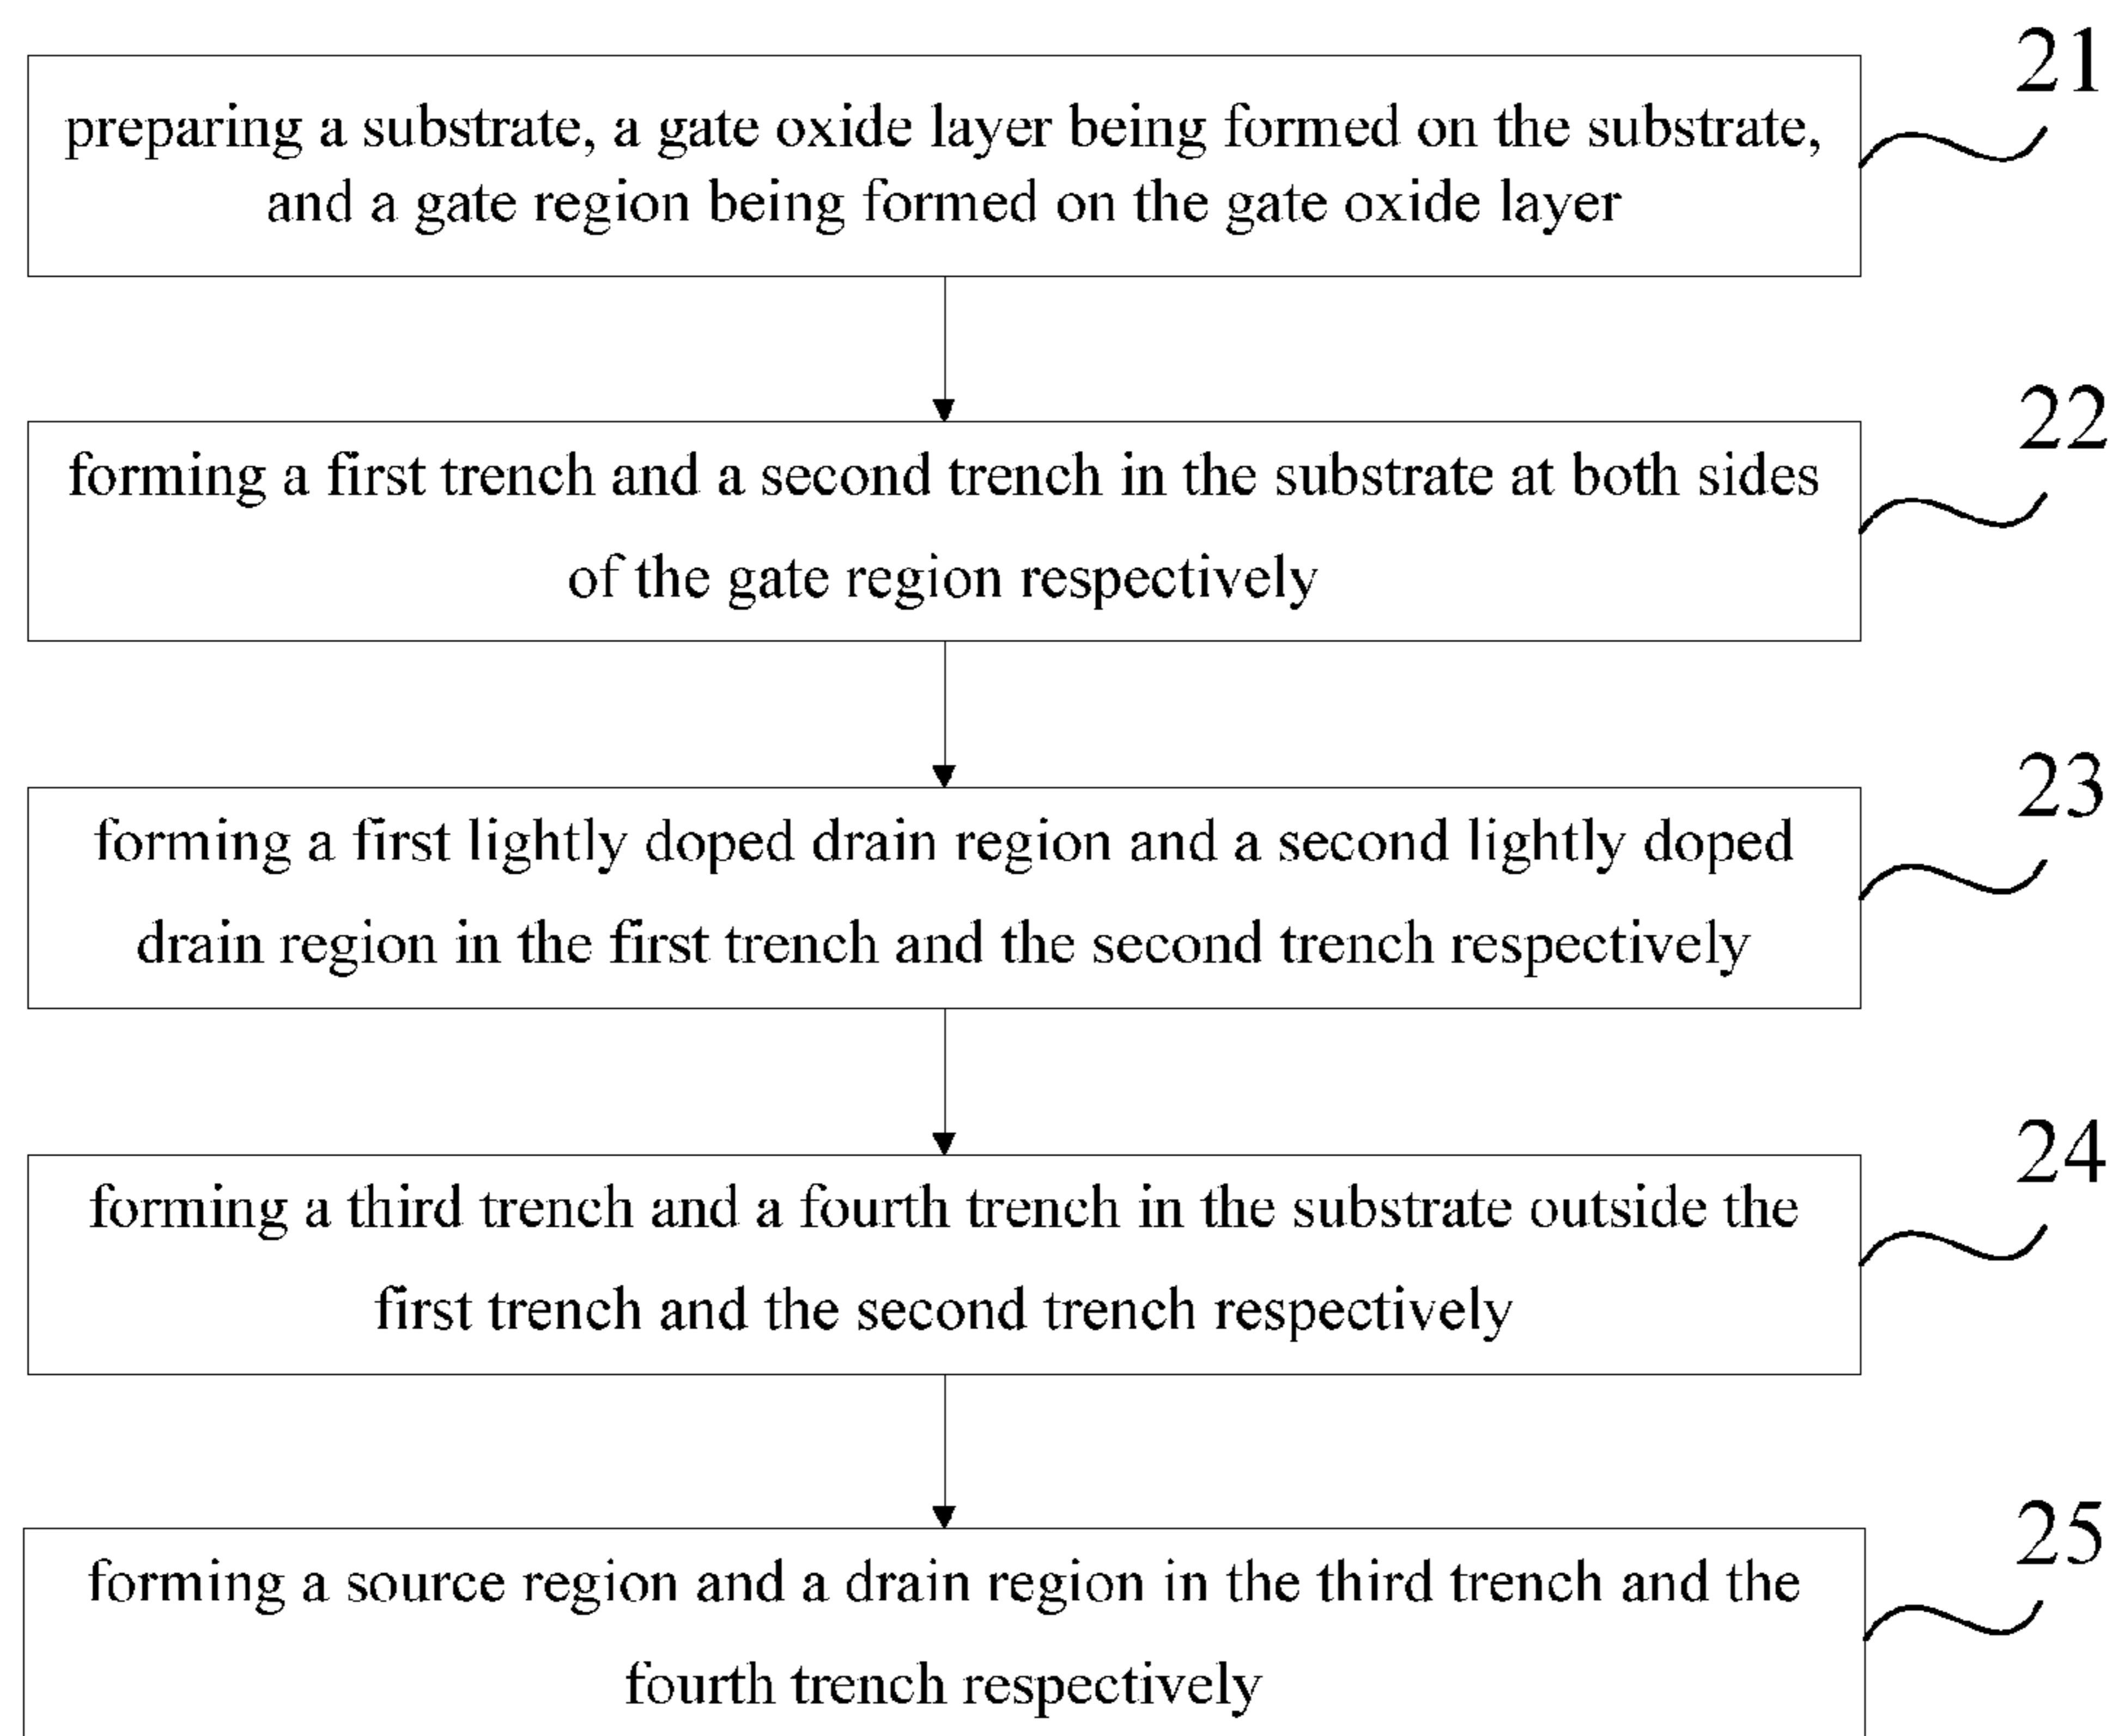 21
preparing a substrate, a gate oxide layer being formed on the substrate,
and a gate region being formed on the gate oxide layer
22
forming a first trench and a second trench in the substrate at both sides
of the gate region respectively
23
forming a first lightly doped drain region and a second lightly doped
drain region in the first trench and the second trench respectively
24
forming a third trench and a fourth trench in the substrate outside the
first trench and the second trench respectively
25
forming a source region and a drain region in the third trench and the
fourth trench respectively